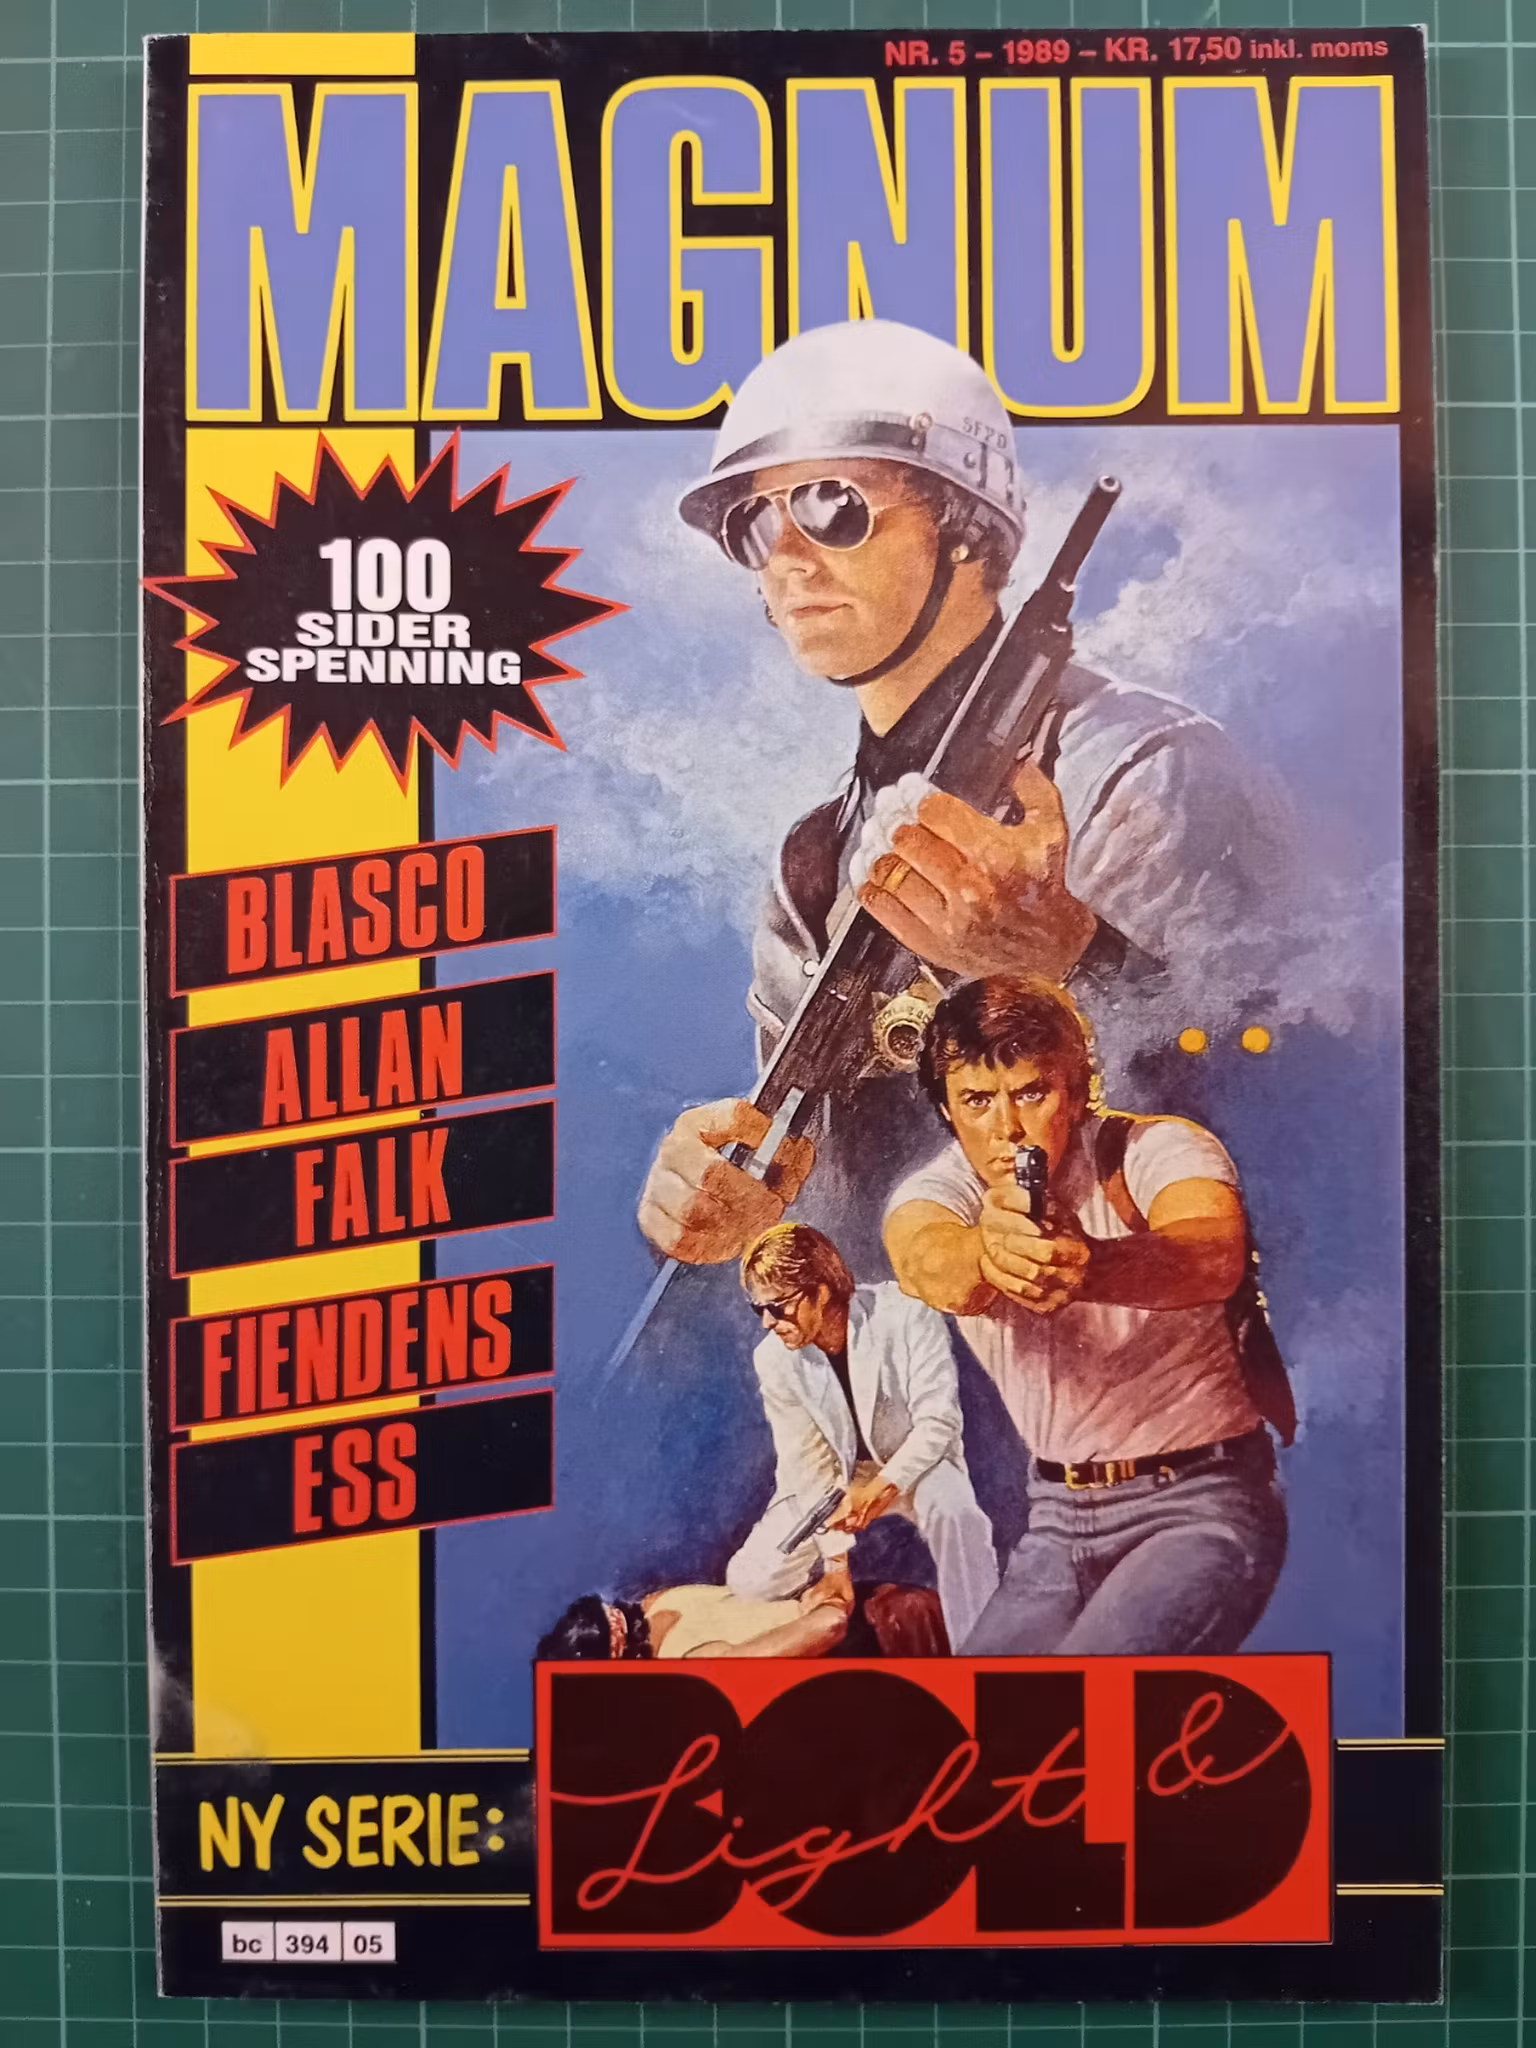 NR. 5 – 1989 – KR. 17,50 inkl. moms
MAGNUM
SFPD
100
SIDER
SPENNING
BLASCO
ALLAN
FALK
FIENDENS
ESS
NY SERIE:
Light &
BOLD
bc 394 05